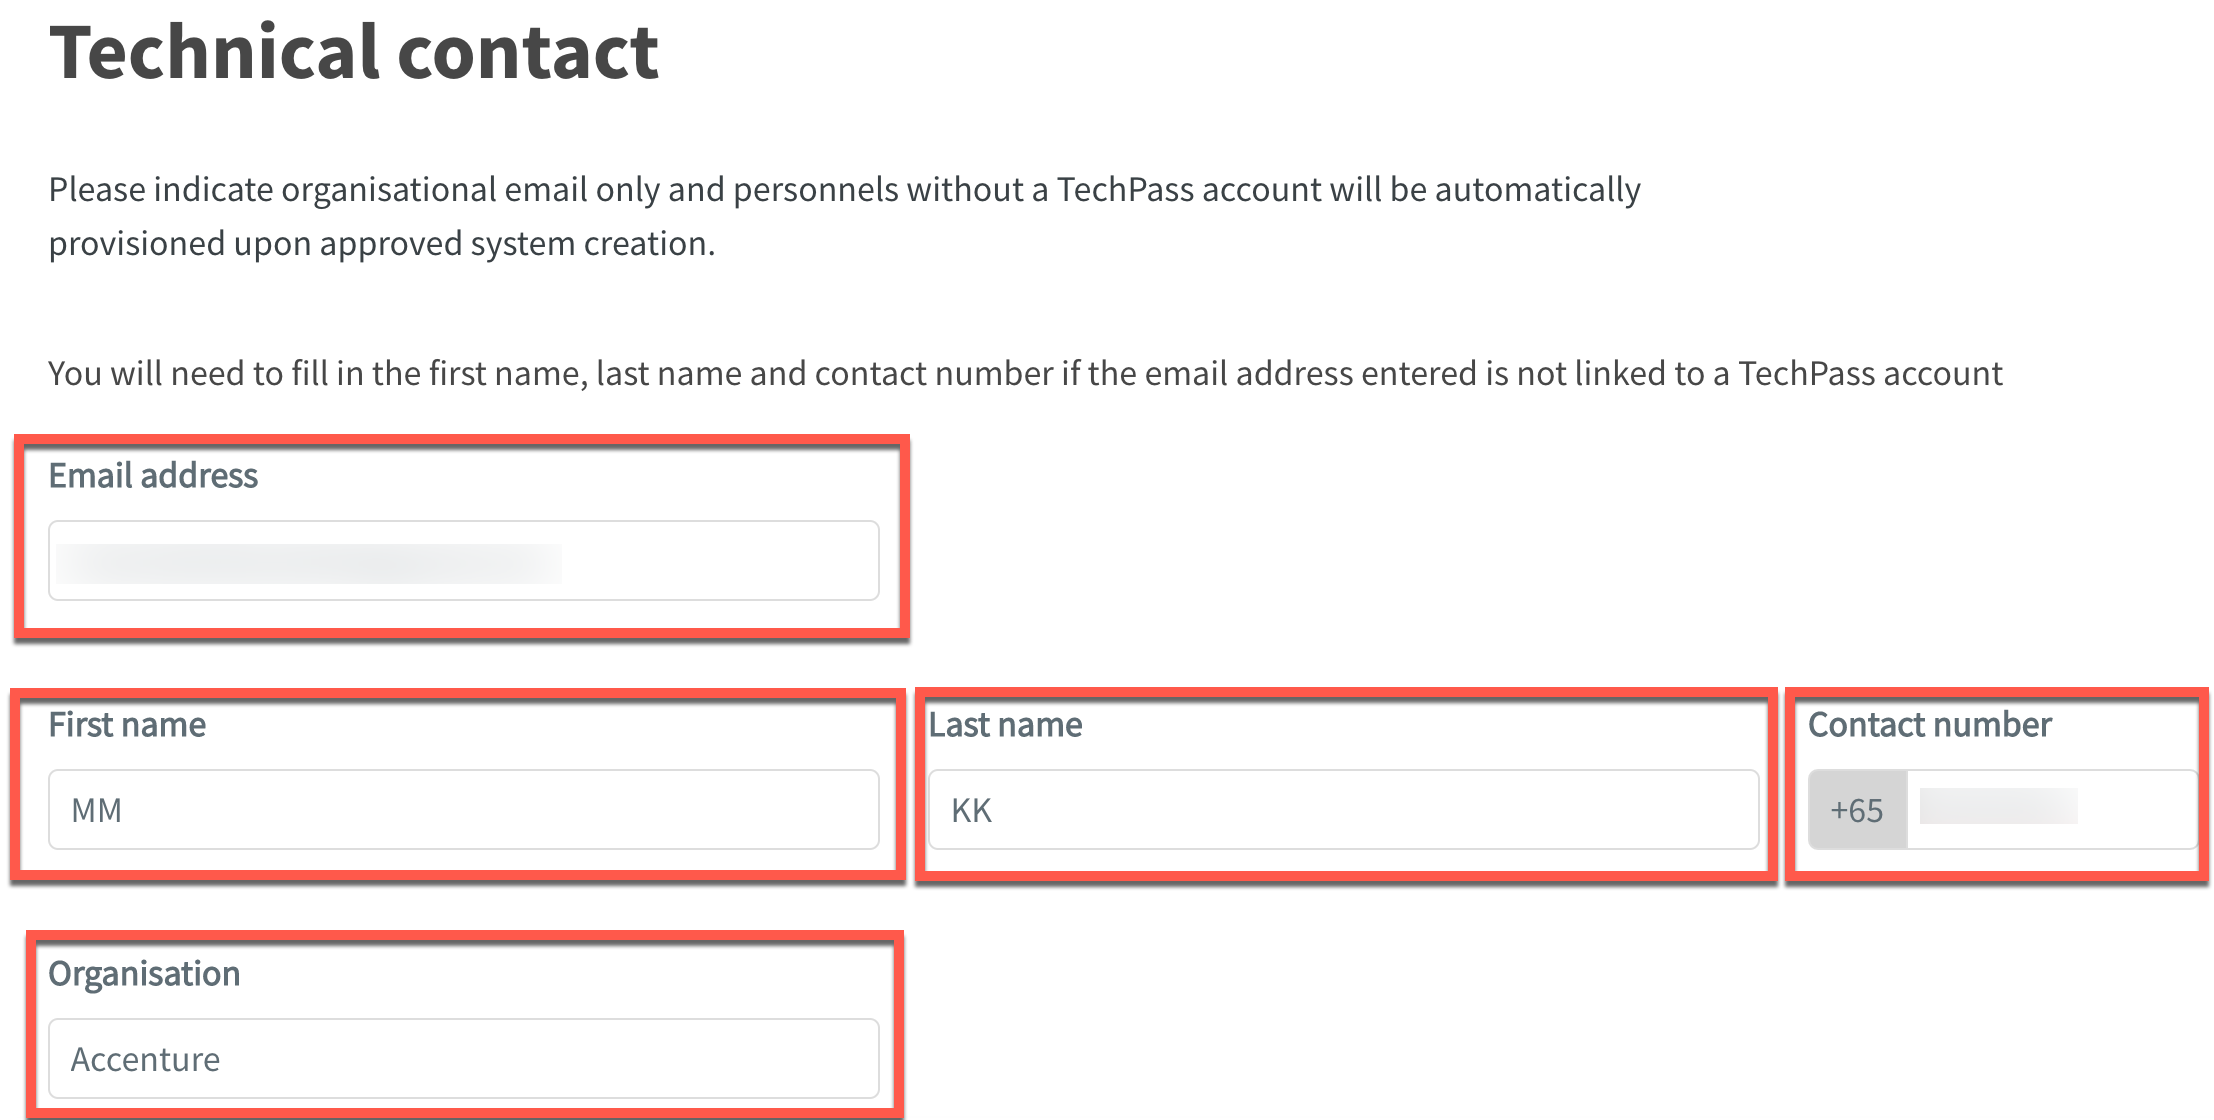 Technical contact
Please indicate organisational email only and personnels without a TechPass account will be automatically
provisioned upon approved system creation.
You will need to fill in the first name, last name and contact number if the email address entered is not linked to a TechPass account
Email address
First name
Last name
Contact number
MM
KK
+65
Organisation
Accenture